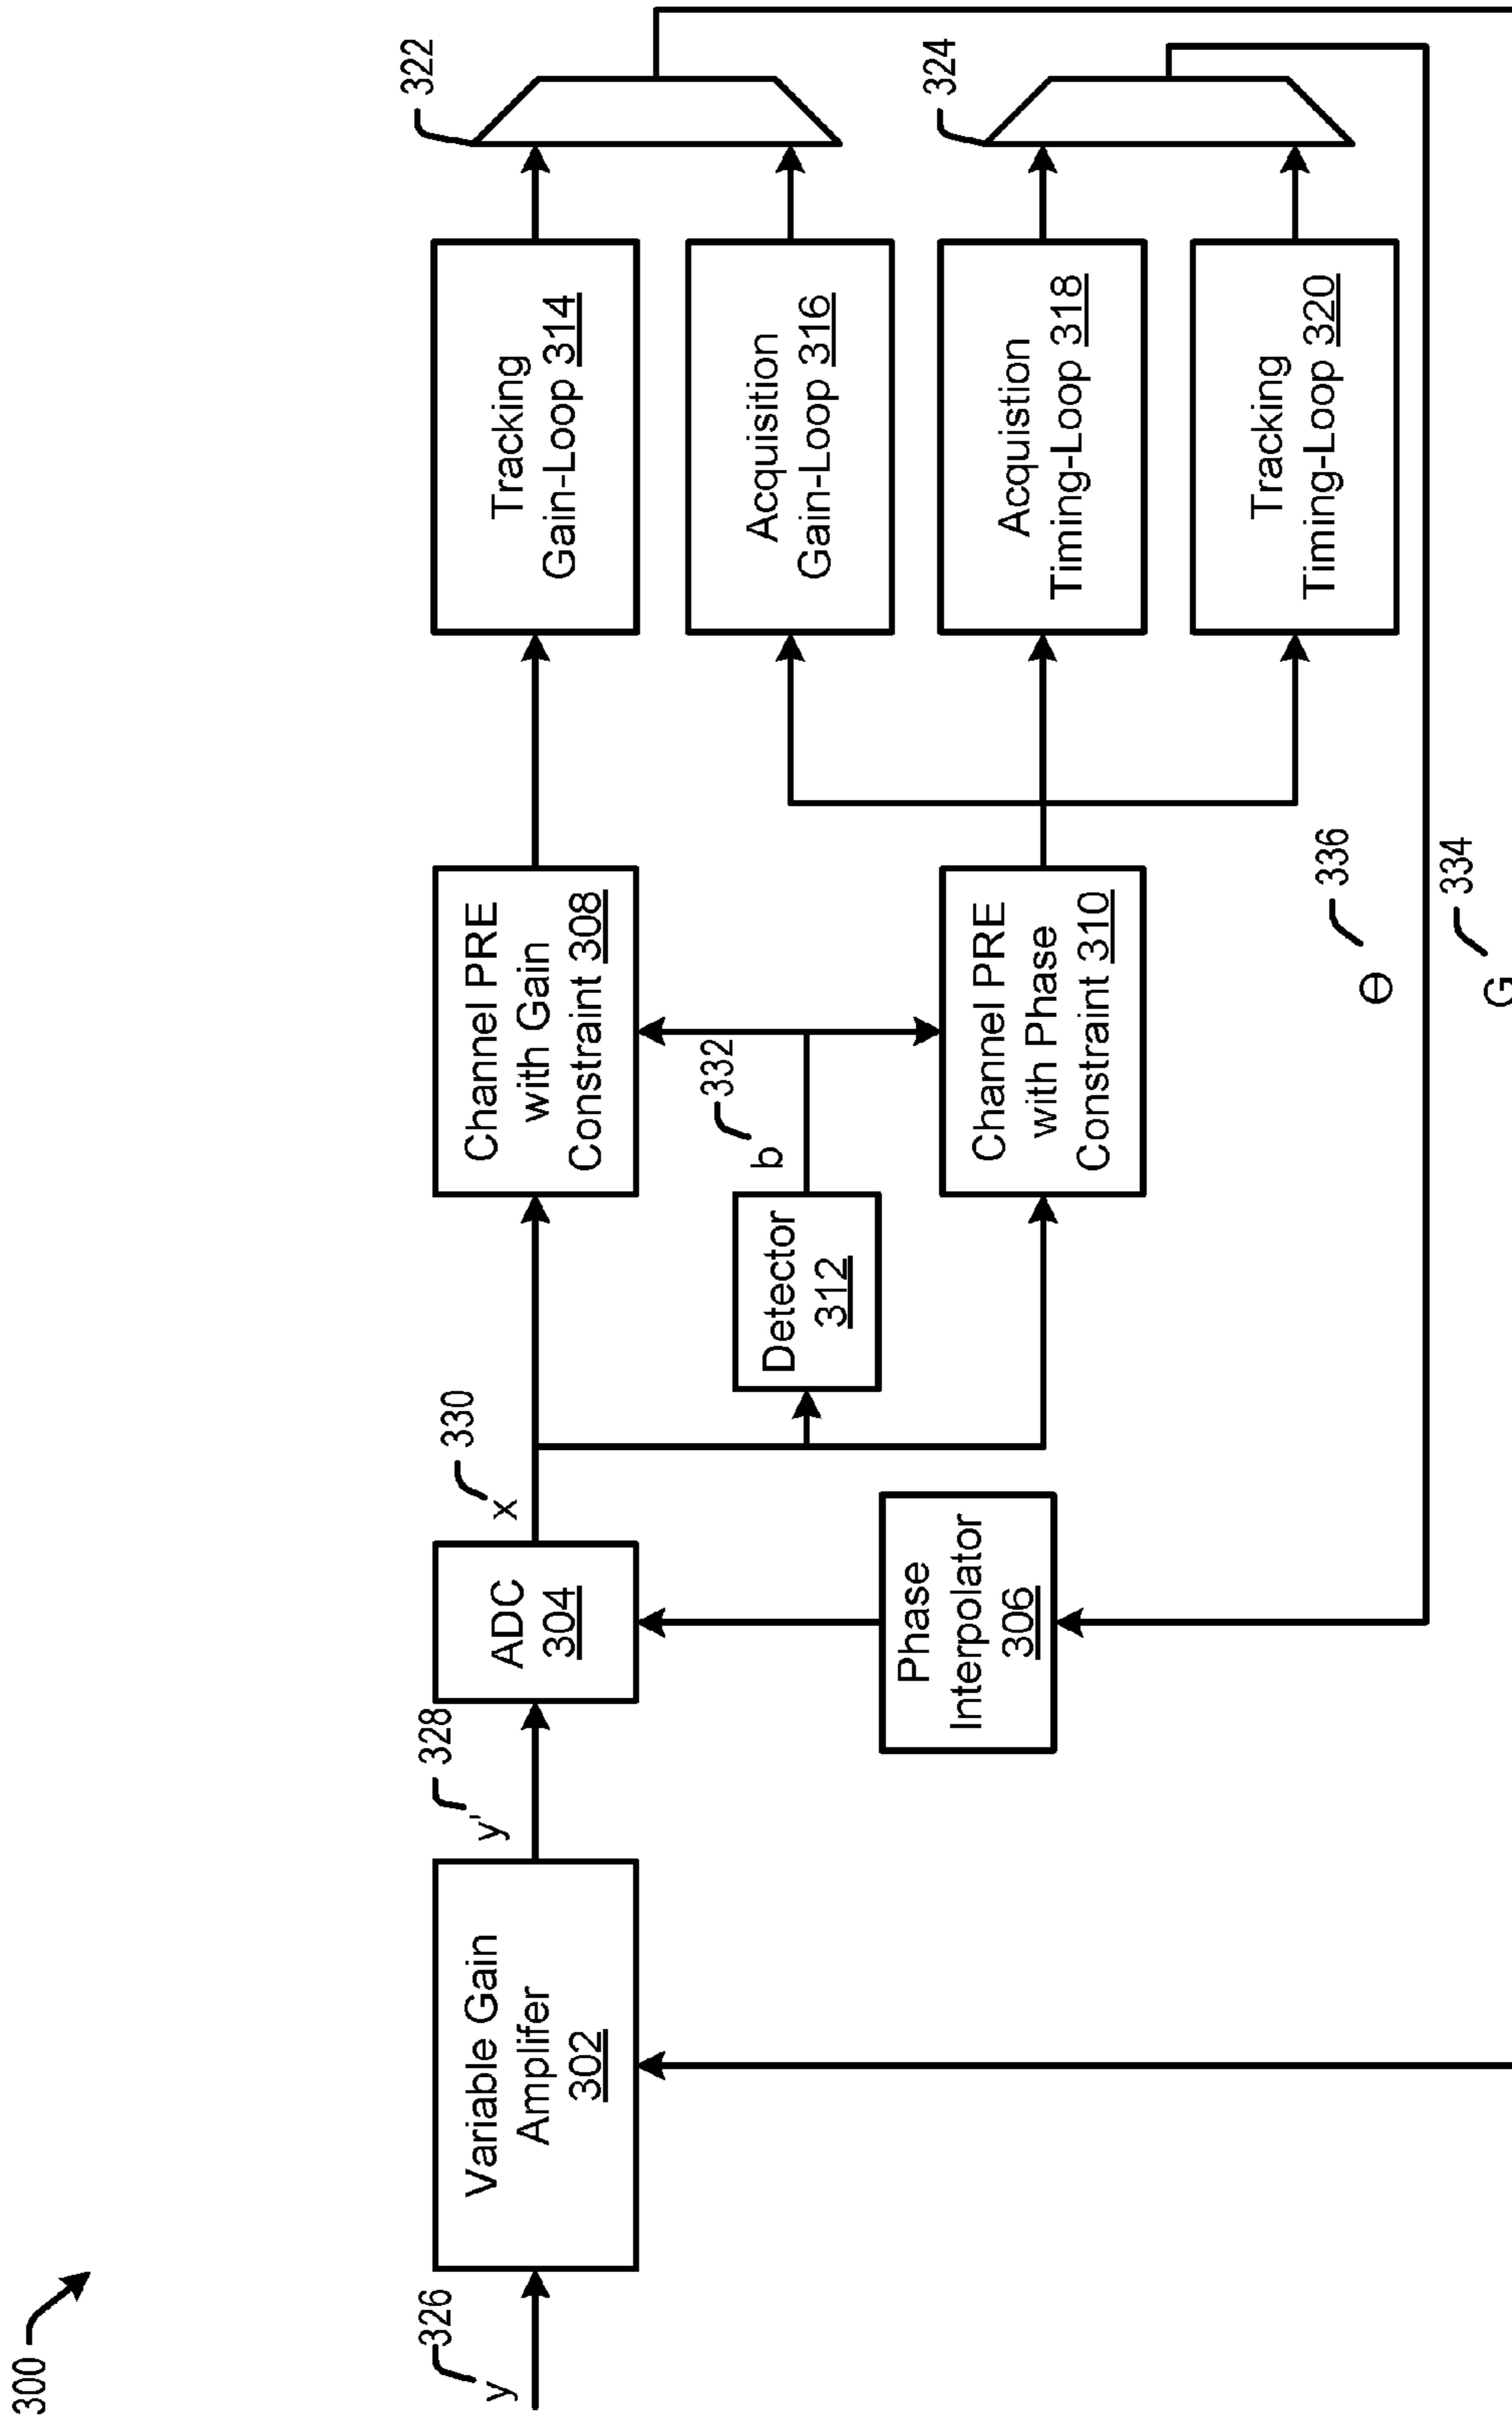 300
y
326
Variable Gain
Amplifer
302
y'
328
ADC
304
x
330
Phase
Interpolator
306
Detector
312
b
332
Channel PRE
with Gain
Constraint 308
Channel PRE
with Phase
Constraint 310
Tracking
Gain-Loop 314
Acquisition
Gain-Loop 316
Acquistion
Timing-Loop 318
Tracking
Timing-Loop 320
322
324
Θ
336
G
334